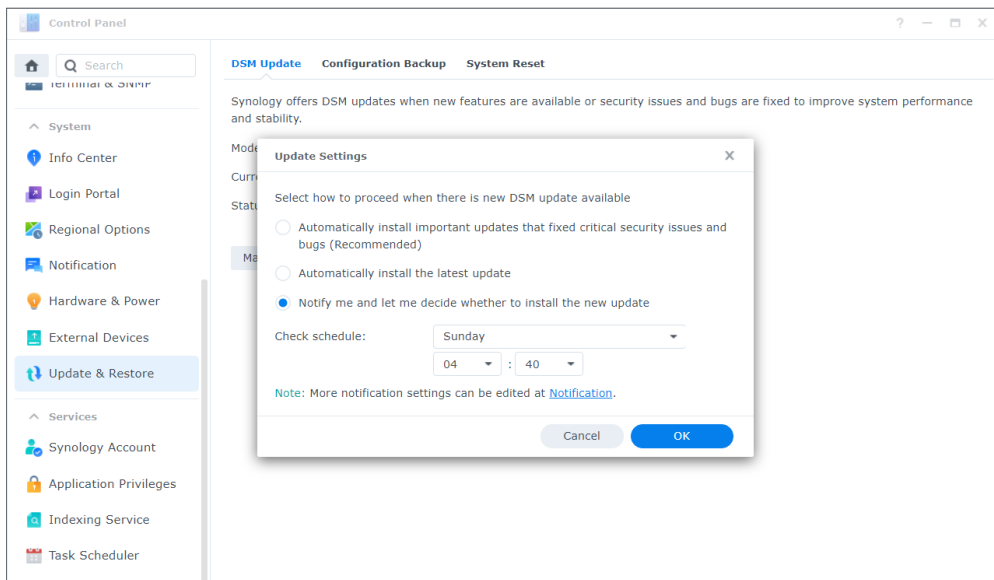 Control Panel
Search
Terminal & SNMP
System
Info Center
Login Portal
Regional Options
Notification
Hardware & Power
External Devices
Update & Restore
Services
Synology Account
Application Privileges
Indexing Service
Task Scheduler
DSM Update Configuration Backup System Reset
Synology offers DSM updates when new features are available or security issues and bugs are fixed to improve system performance
and stability.
Update Settings
Select how to proceed when there is new DSM update available
Automatically install important updates that fixed critical security issues and
bugs (Recommended)
Automatically install the latest update
Notify me and let me decide whether to install the new update
Check schedule: Sunday
04 : 40
Note: More notification settings can be edited at Notification.
Cancel OK